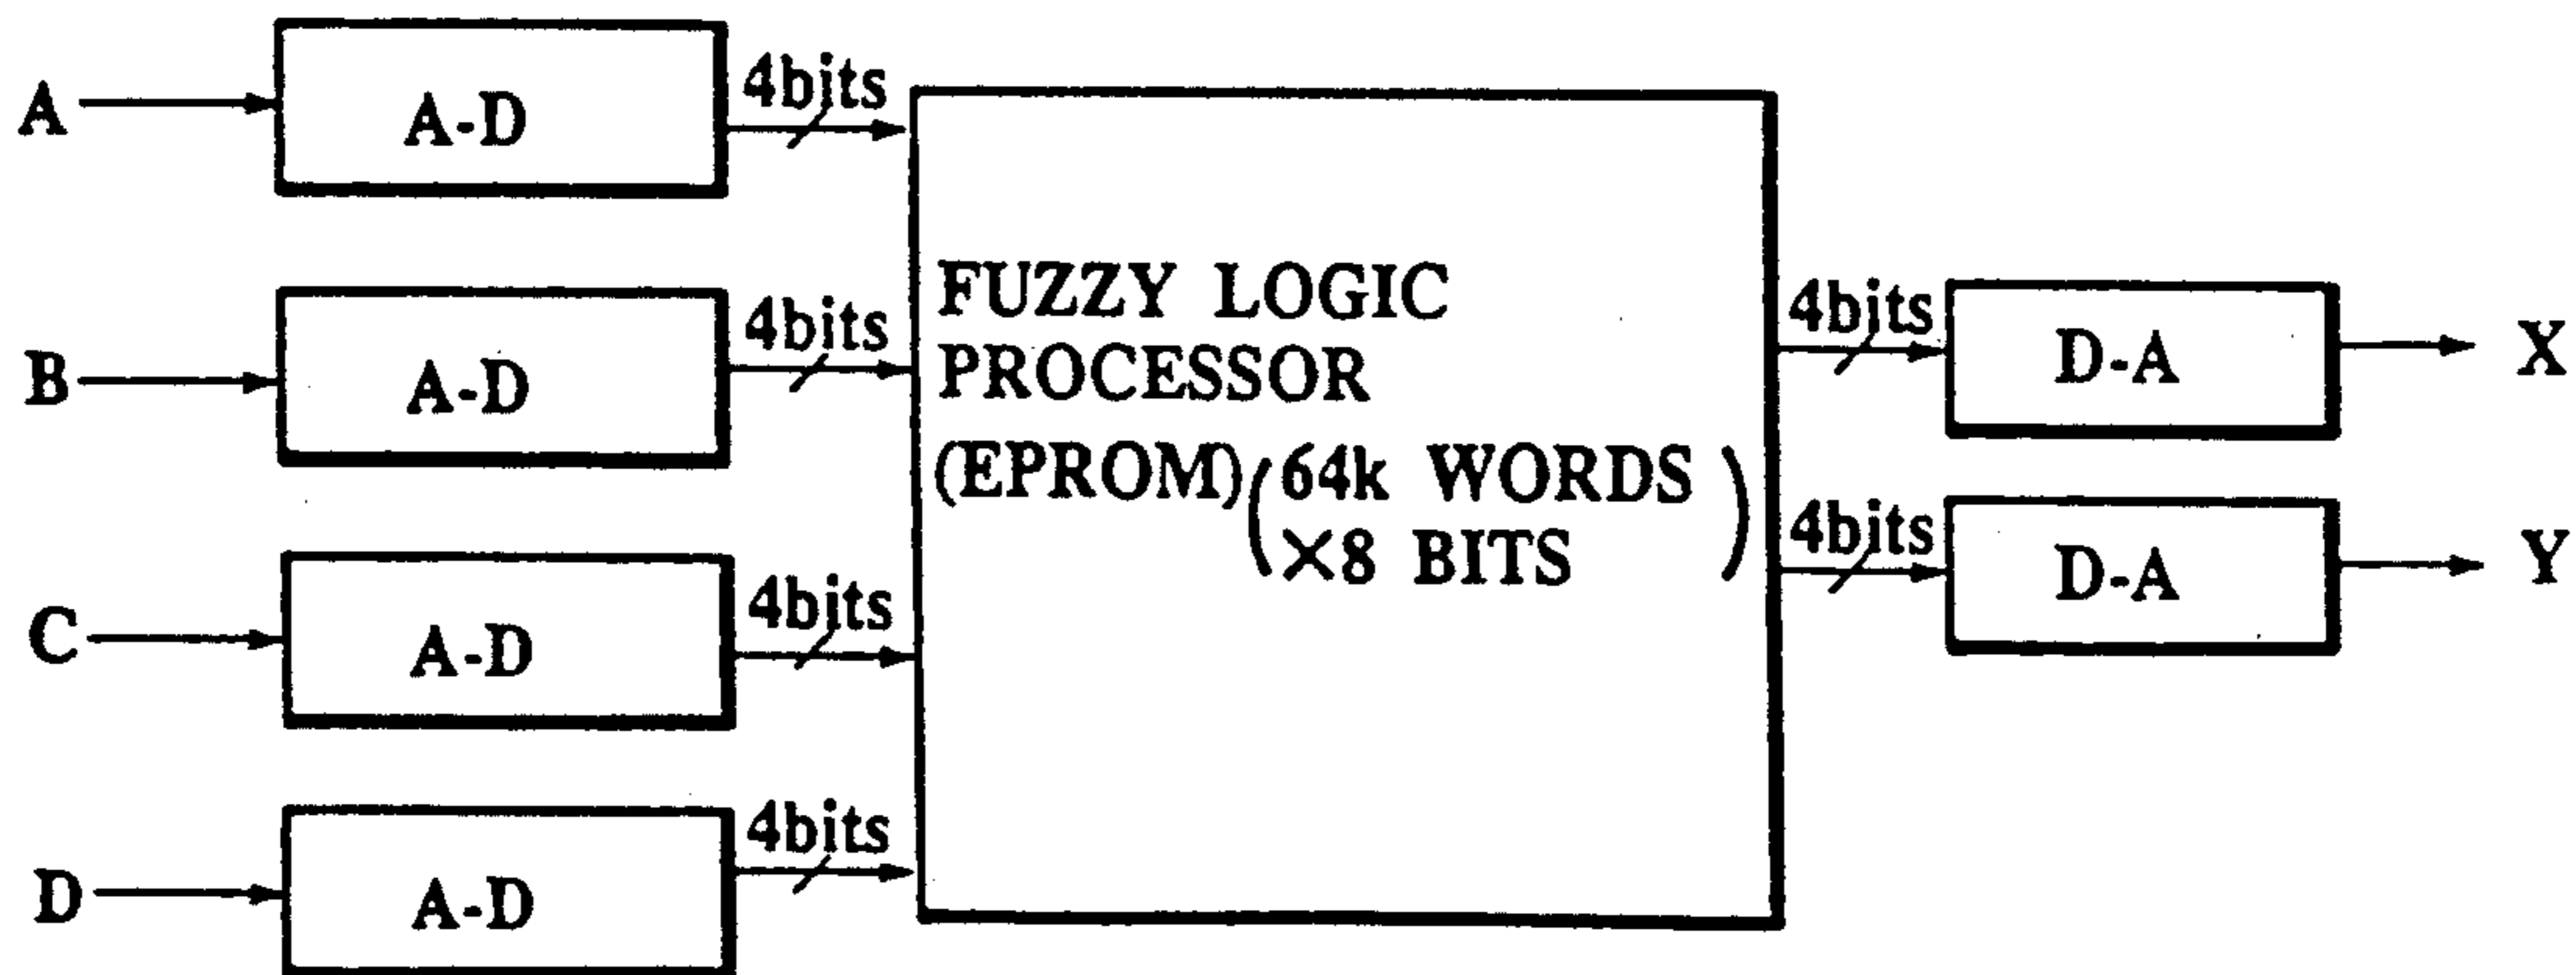 A
A-D
4bits
B
A-D
4bits
C
A-D
4bits
D
A-D
4bits
FUZZY LOGIC
PROCESSOR
(EPROM) (64k WORDS
×8 BITS)
4bits
D-A
X
4bits
D-A
Y